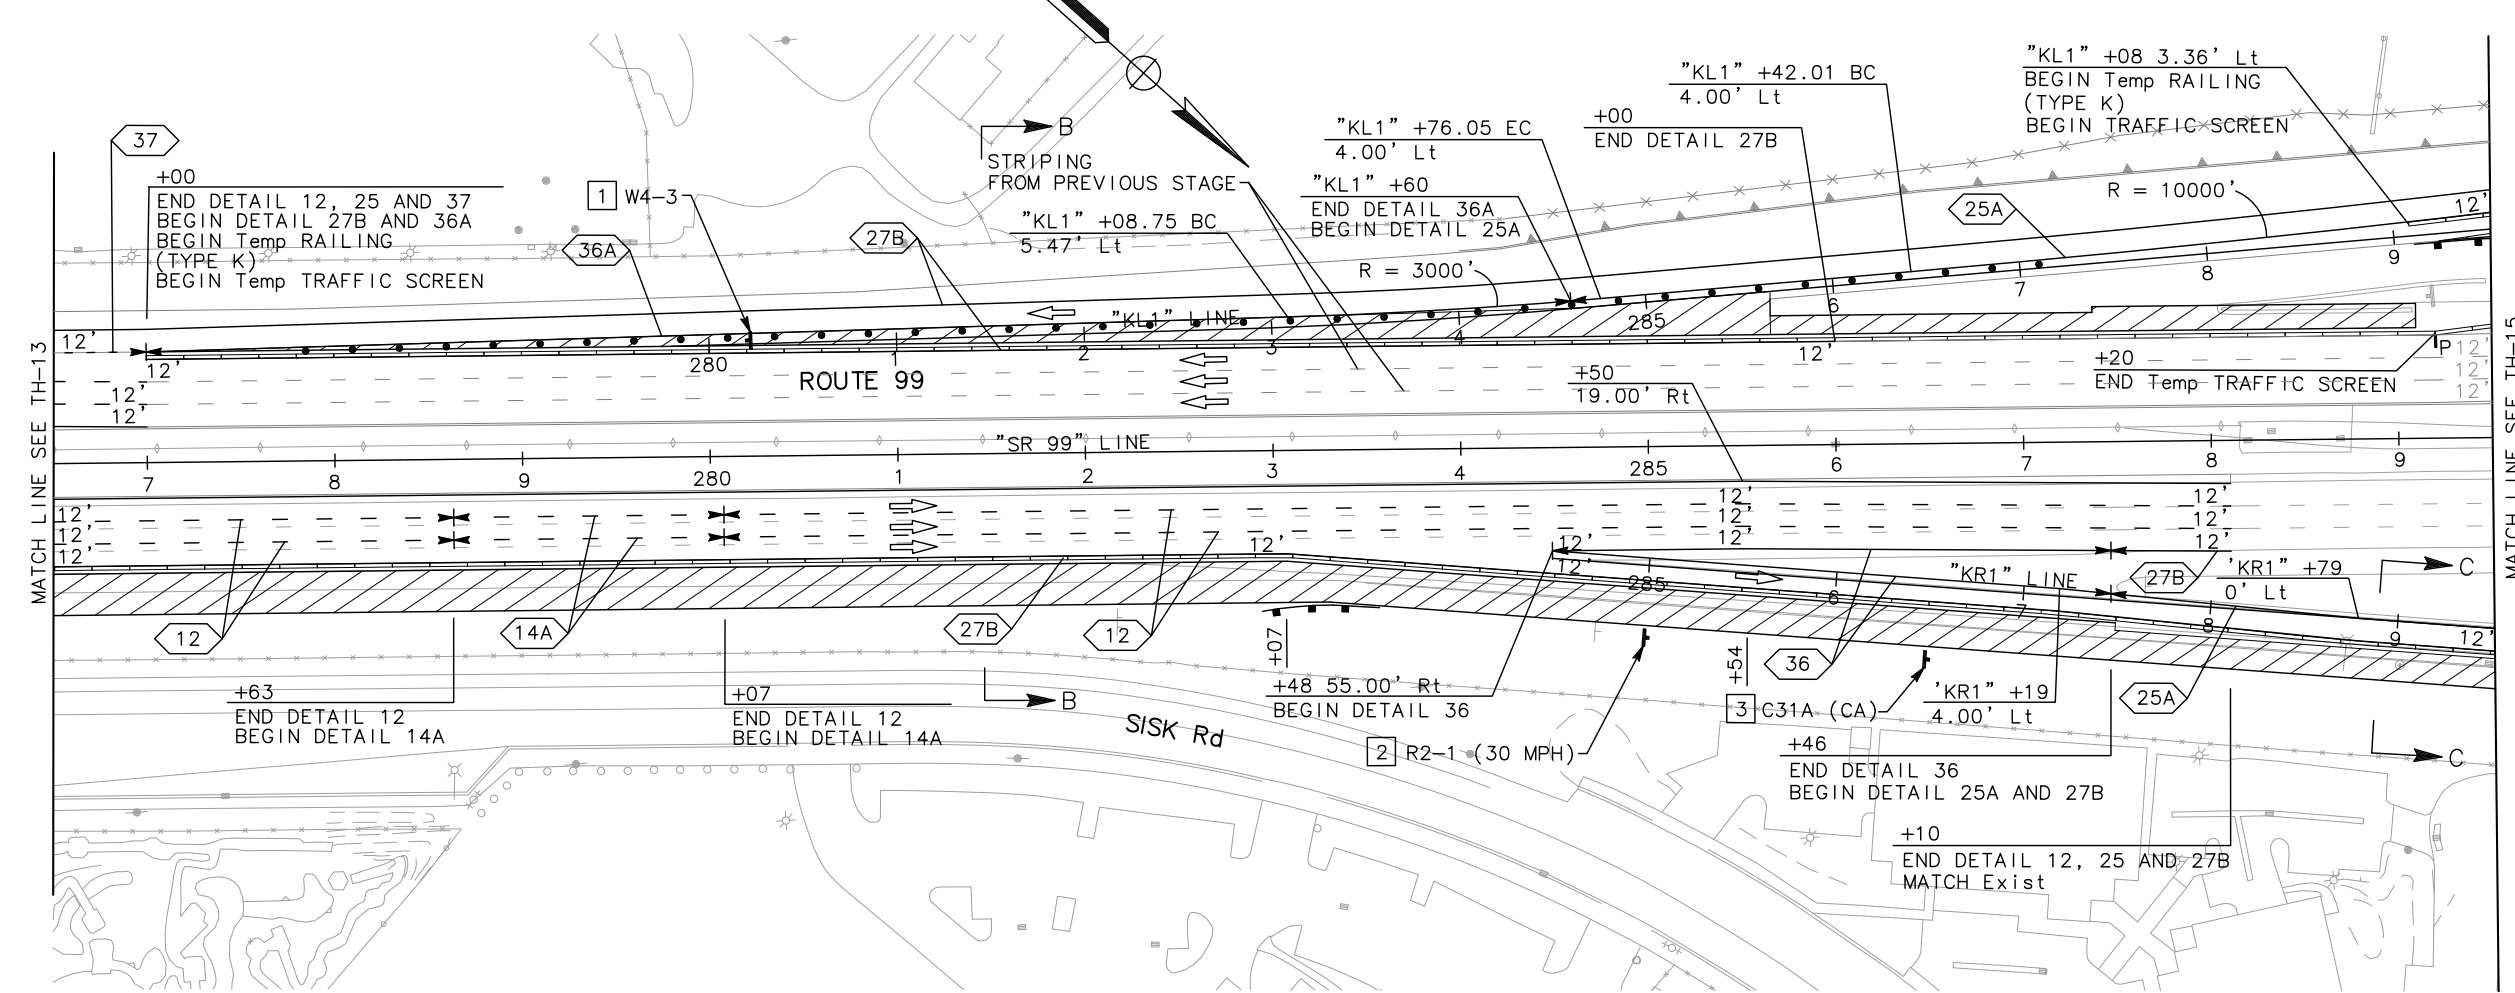 "KL1" +08 3.36' Lt
BEGIN Temp RAILING
(TYPE K)
BEGIN TRAFFIC SCREEN
"KL1" +42.01 BC
4.00' Lt
+00
END DETAIL 27B
"KL1" +76.05 EC
4.00' Lt
"KL1" +60
END DETAIL 36A
BEGIN DETAIL 25A
25A
R = 10000'
R = 3000'
B
STRIPING
FROM PREVIOUS STAGE
"KL1" +08.75 BC
5.47' Lt
37
+00
END DETAIL 12, 25 AND 37
BEGIN DETAIL 27B AND 36A
BEGIN Temp RAILING
(TYPE K)
BEGIN Temp TRAFFIC SCREEN
1 W4-3
36A
27B
"KL1" LINE
280 1 2 3 4 285 6 7 8 9
12'
12'
12'
12'
12'
12'
12'
12'
12'
12'
P
ROUTE 99
+20
END Temp TRAFFIC SCREEN
+50
19.00' Rt
MATCH LINE SEE TH-13
MATCH LINE SEE TH-15
"SR 99" LINE
7 8 9 280 1 2 3 4 285 6 7 8 9
12'
12'
12'
12'
12'
12'
12'
12'
12'
12'
12'
12'
12'
12'
"KR1" LINE
285 6 7 8 9
12'
27B
'KR1' +79
0' Lt
C
12
14A
27B
12
36
25A
+07
+54
+63
END DETAIL 12
BEGIN DETAIL 14A
+07
END DETAIL 12
BEGIN DETAIL 14A
B
SISK Rd
+48 55.00' Rt
BEGIN DETAIL 36
2 R2-1 (30 MPH)
3 C31A (CA)
'KR1" +19
4.00' Lt
+46
END DETAIL 36
BEGIN DETAIL 25A AND 27B
C
+10
END DETAIL 12, 25 AND 27B
MATCH Exist